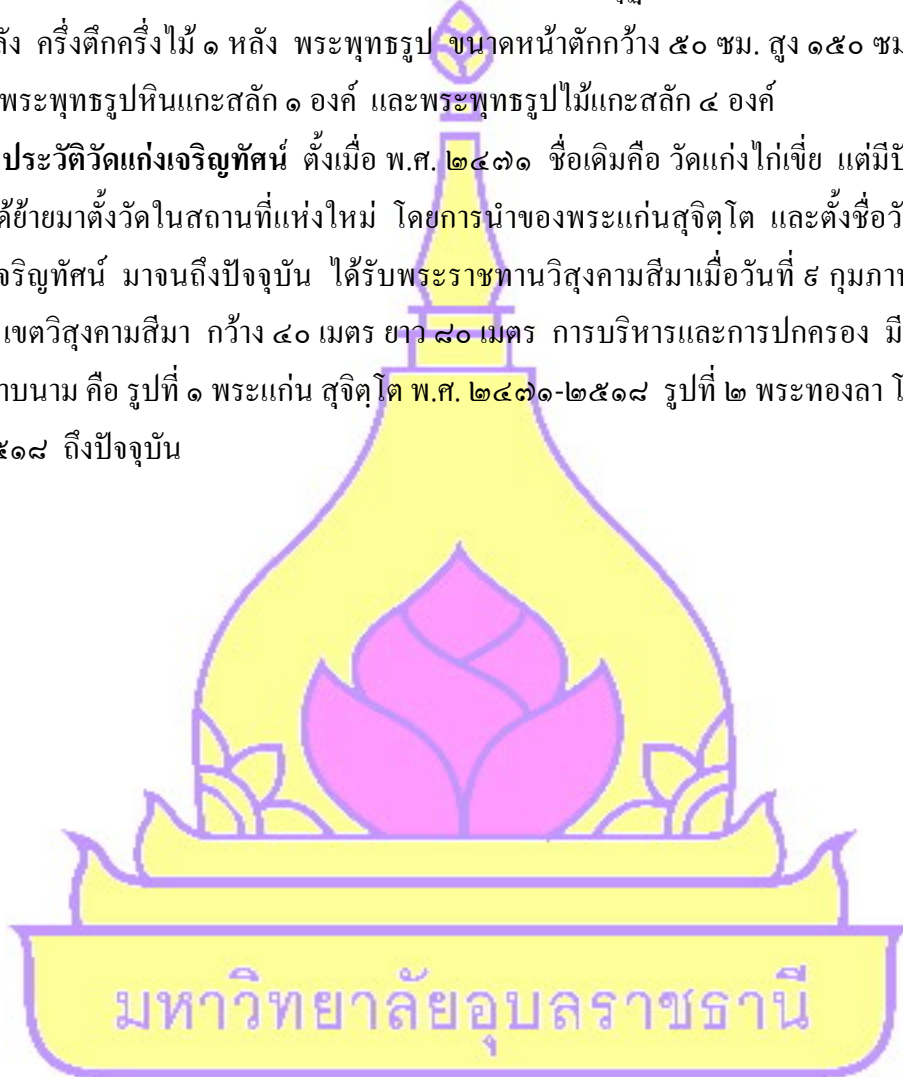 ลัง ครึ่งตึกครึ่งไม้ ๑ หลัง พระพุทธรูป ขนาดหน้าตักกว้าง ๕๐ ซม. สูง ๑๕๐ ซม
พระพุทธรูปหินแกะสลัก ๑ องค์ และพระพุทธรูปไม้แกะสลัก ๔ องค์
ประวัติวัดแก่งเจริญทัศน์ ตั้งเมื่อ พ.ศ. ๒๔๗๑ ชื่อเดิมคือ วัดแก่งไก่เขี่ย แต่มีปั
ด้ย้ายมาตั้งวัดในสถานที่แห่งใหม่ โดยการนำของพระแก่นสุจิตฺโต และตั้งชื่อวั
จริญทัศน์ มาจนถึงปัจจุบัน ได้รับพระราชทานวิสุงคามสีมาเมื่อวันที่ ๙ กุมภาพ
เขตวิสุงคามสีมา กว้าง ๔๐ เมตร ยาว ๘๐ เมตร การบริหารและการปกครอง มี
าบนาม คือ รูปที่ ๑ พระแก่น สุจิตฺโต พ.ศ. ๒๔๗๑-๒๕๑๘ รูปที่ ๒ พระทองลา โ
๕๑๘ ถึงปัจจุบัน
มหาวิทยาลัยอุบลราชธานี